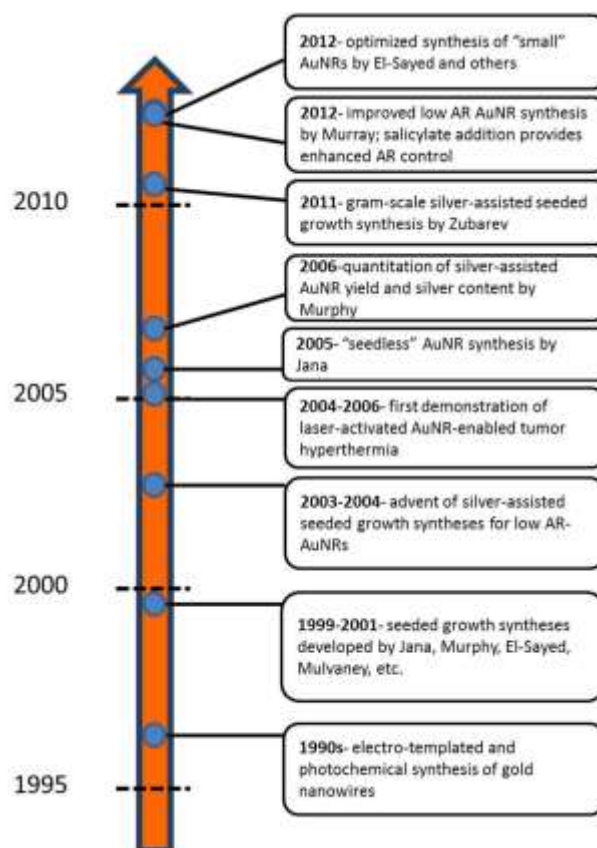 2012- optimized synthesis of “small”
AuNRs by El-Sayed and others
2012- improved low AR AuNR synthesis
by Murray; salicylate addition provides
enhanced AR control
2010
2011- gram-scale silver-assisted seeded
growth synthesis by Zubarev
2006-quantitation of silver-assisted
AuNR yield and silver content by
Murphy
2005- “seedless” AuNR synthesis by
Jana
2005
2004-2006- first demonstration of
laser-activated AuNR-enabled tumor
hyperthermia
2003-2004- advent of silver-assisted
seeded growth syntheses for low AR-
AuNRs
2000
1999-2001- seeded growth syntheses
developed by Jana, Murphy, El-Sayed,
Mulvaney, etc.
1990s- electro-templated and
photochemical synthesis of gold
nanowires
1995